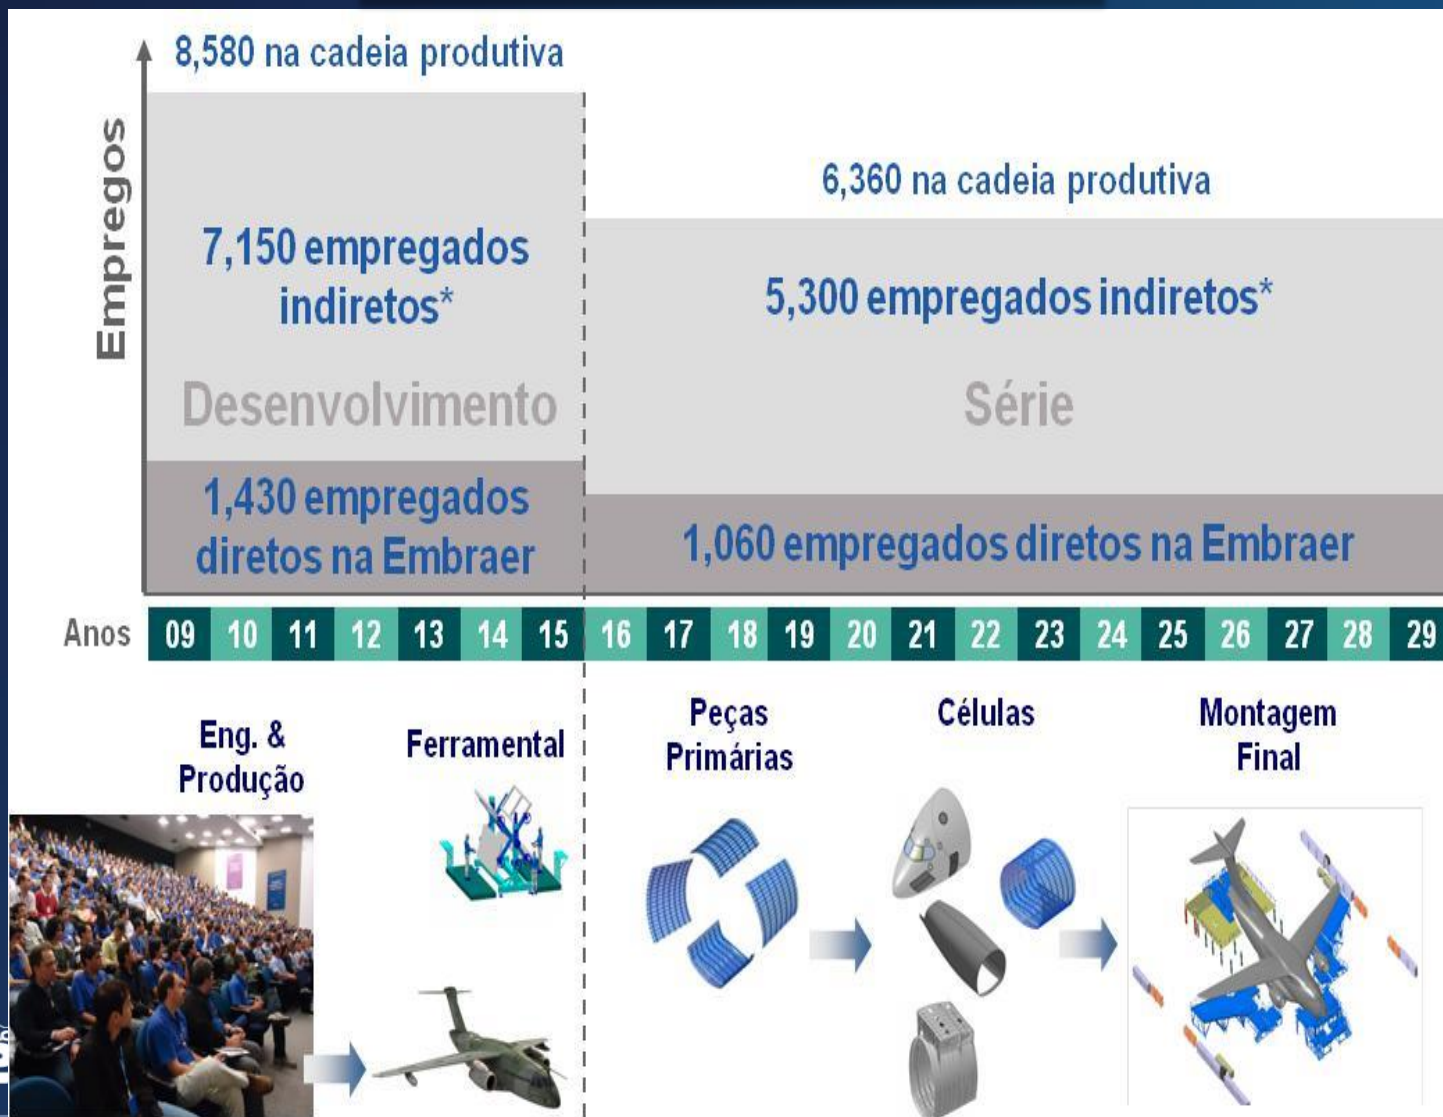 8,580 na cadeia produtiva
6,360 na cadeia produtiva
Empregos
7,150 empregados
indiretos*
5,300 empregados indiretos*
Desenvolvimento
Série
1,430 empregados
diretos na Embraer
1,060 empregados diretos na Embraer
Anos 09 10 11 12 13 14 15 16 17 18 19 20 21 22 23 24 25 26 27 28 29
Eng. &
Produção
Ferramental
Peças
Primárias
Células
Montagem
Final